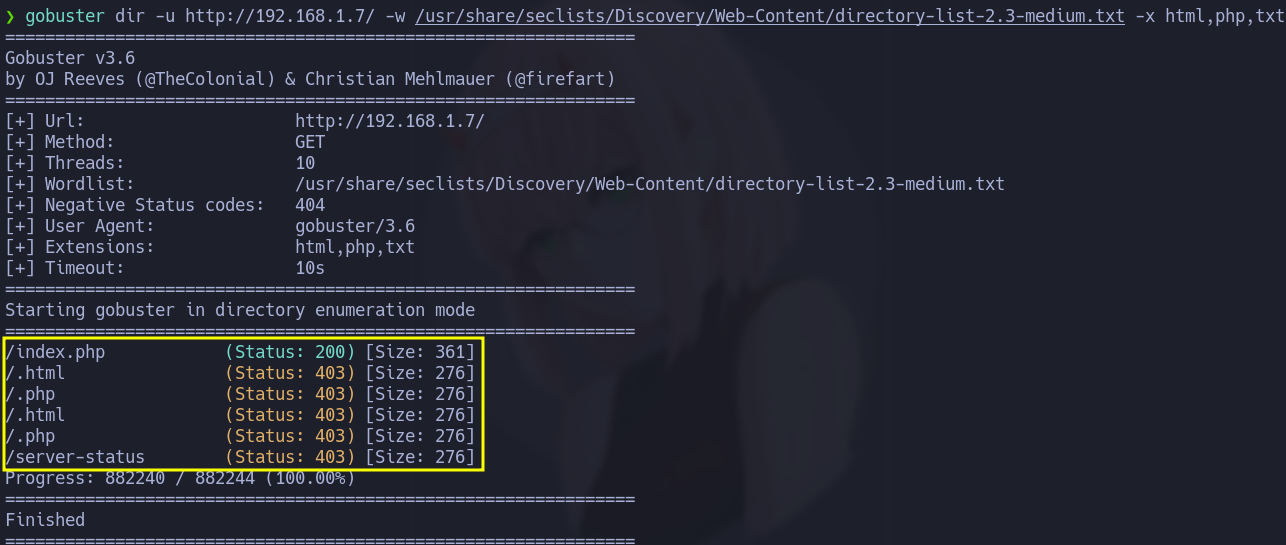 ❯ gobuster dir -u http://192.168.1.7/ -w /usr/share/seclists/Discovery/Web-Content/directory-list-2.3-medium.txt -x html,php,txt
===============================================================
Gobuster v3.6
by OJ Reeves (@TheColonial) & Christian Mehlmauer (@firefart)
===============================================================
[+] Url:                     http://192.168.1.7/
[+] Method:                  GET
[+] Threads:                 10
[+] Wordlist:                /usr/share/seclists/Discovery/Web-Content/directory-list-2.3-medium.txt
[+] Negative Status codes:   404
[+] User Agent:              gobuster/3.6
[+] Extensions:              html,php,txt
[+] Timeout:                 10s
===============================================================
Starting gobuster in directory enumeration mode
===============================================================
/index.php            (Status: 200) [Size: 361]
/.html                (Status: 403) [Size: 276]
/.php                 (Status: 403) [Size: 276]
/.html                (Status: 403) [Size: 276]
/.php                 (Status: 403) [Size: 276]
/server-status        (Status: 403) [Size: 276]
Progress: 882240 / 882244 (100.00%)
===============================================================
Finished
===============================================================